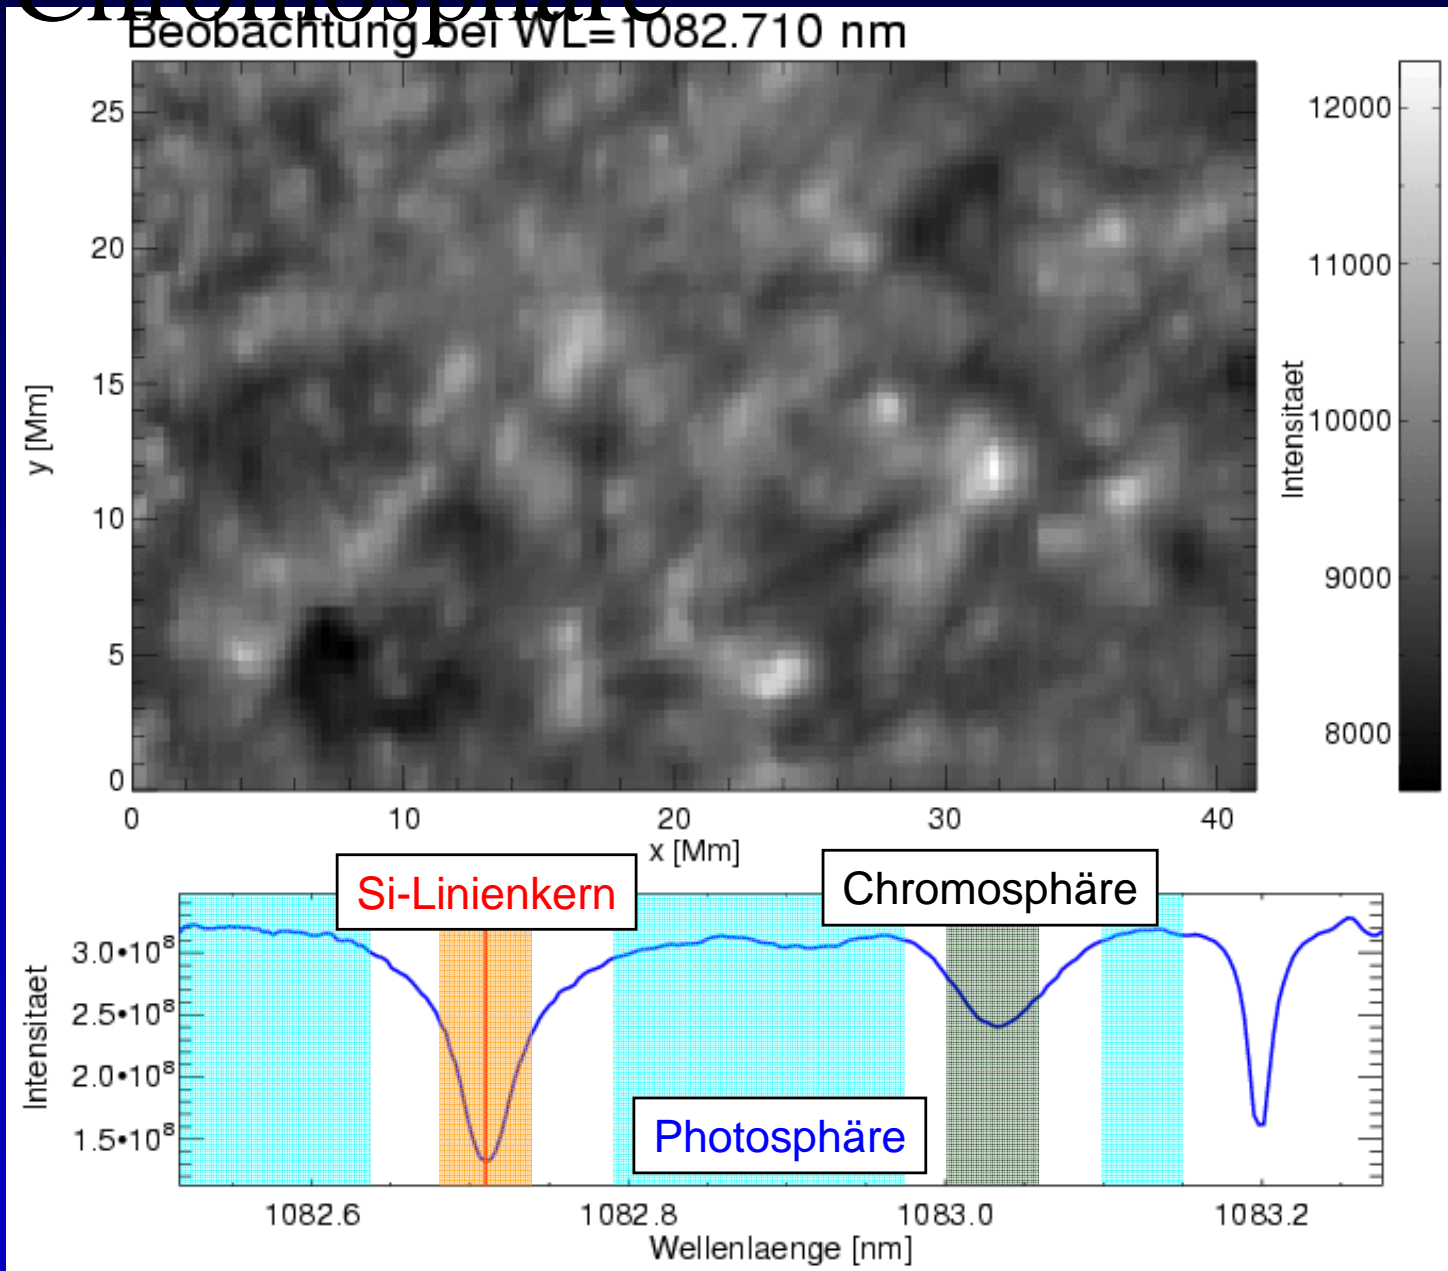 Chromosphäre
Beobachtung bei WL=1082.710 nm
25
20
15
10
5
0
y [Mm]
0 10 20 30 40
x [Mm]
12000
11000
10000
9000
8000
Intensitaet
Si-Linienkern
Chromosphäre
Photosphäre
3.0•10⁸
2.5•10⁸
2.0•10⁸
1.5•10⁸
Intensitaet
1082.6 1082.8 1083.0 1083.2
Wellenlaenge [nm]